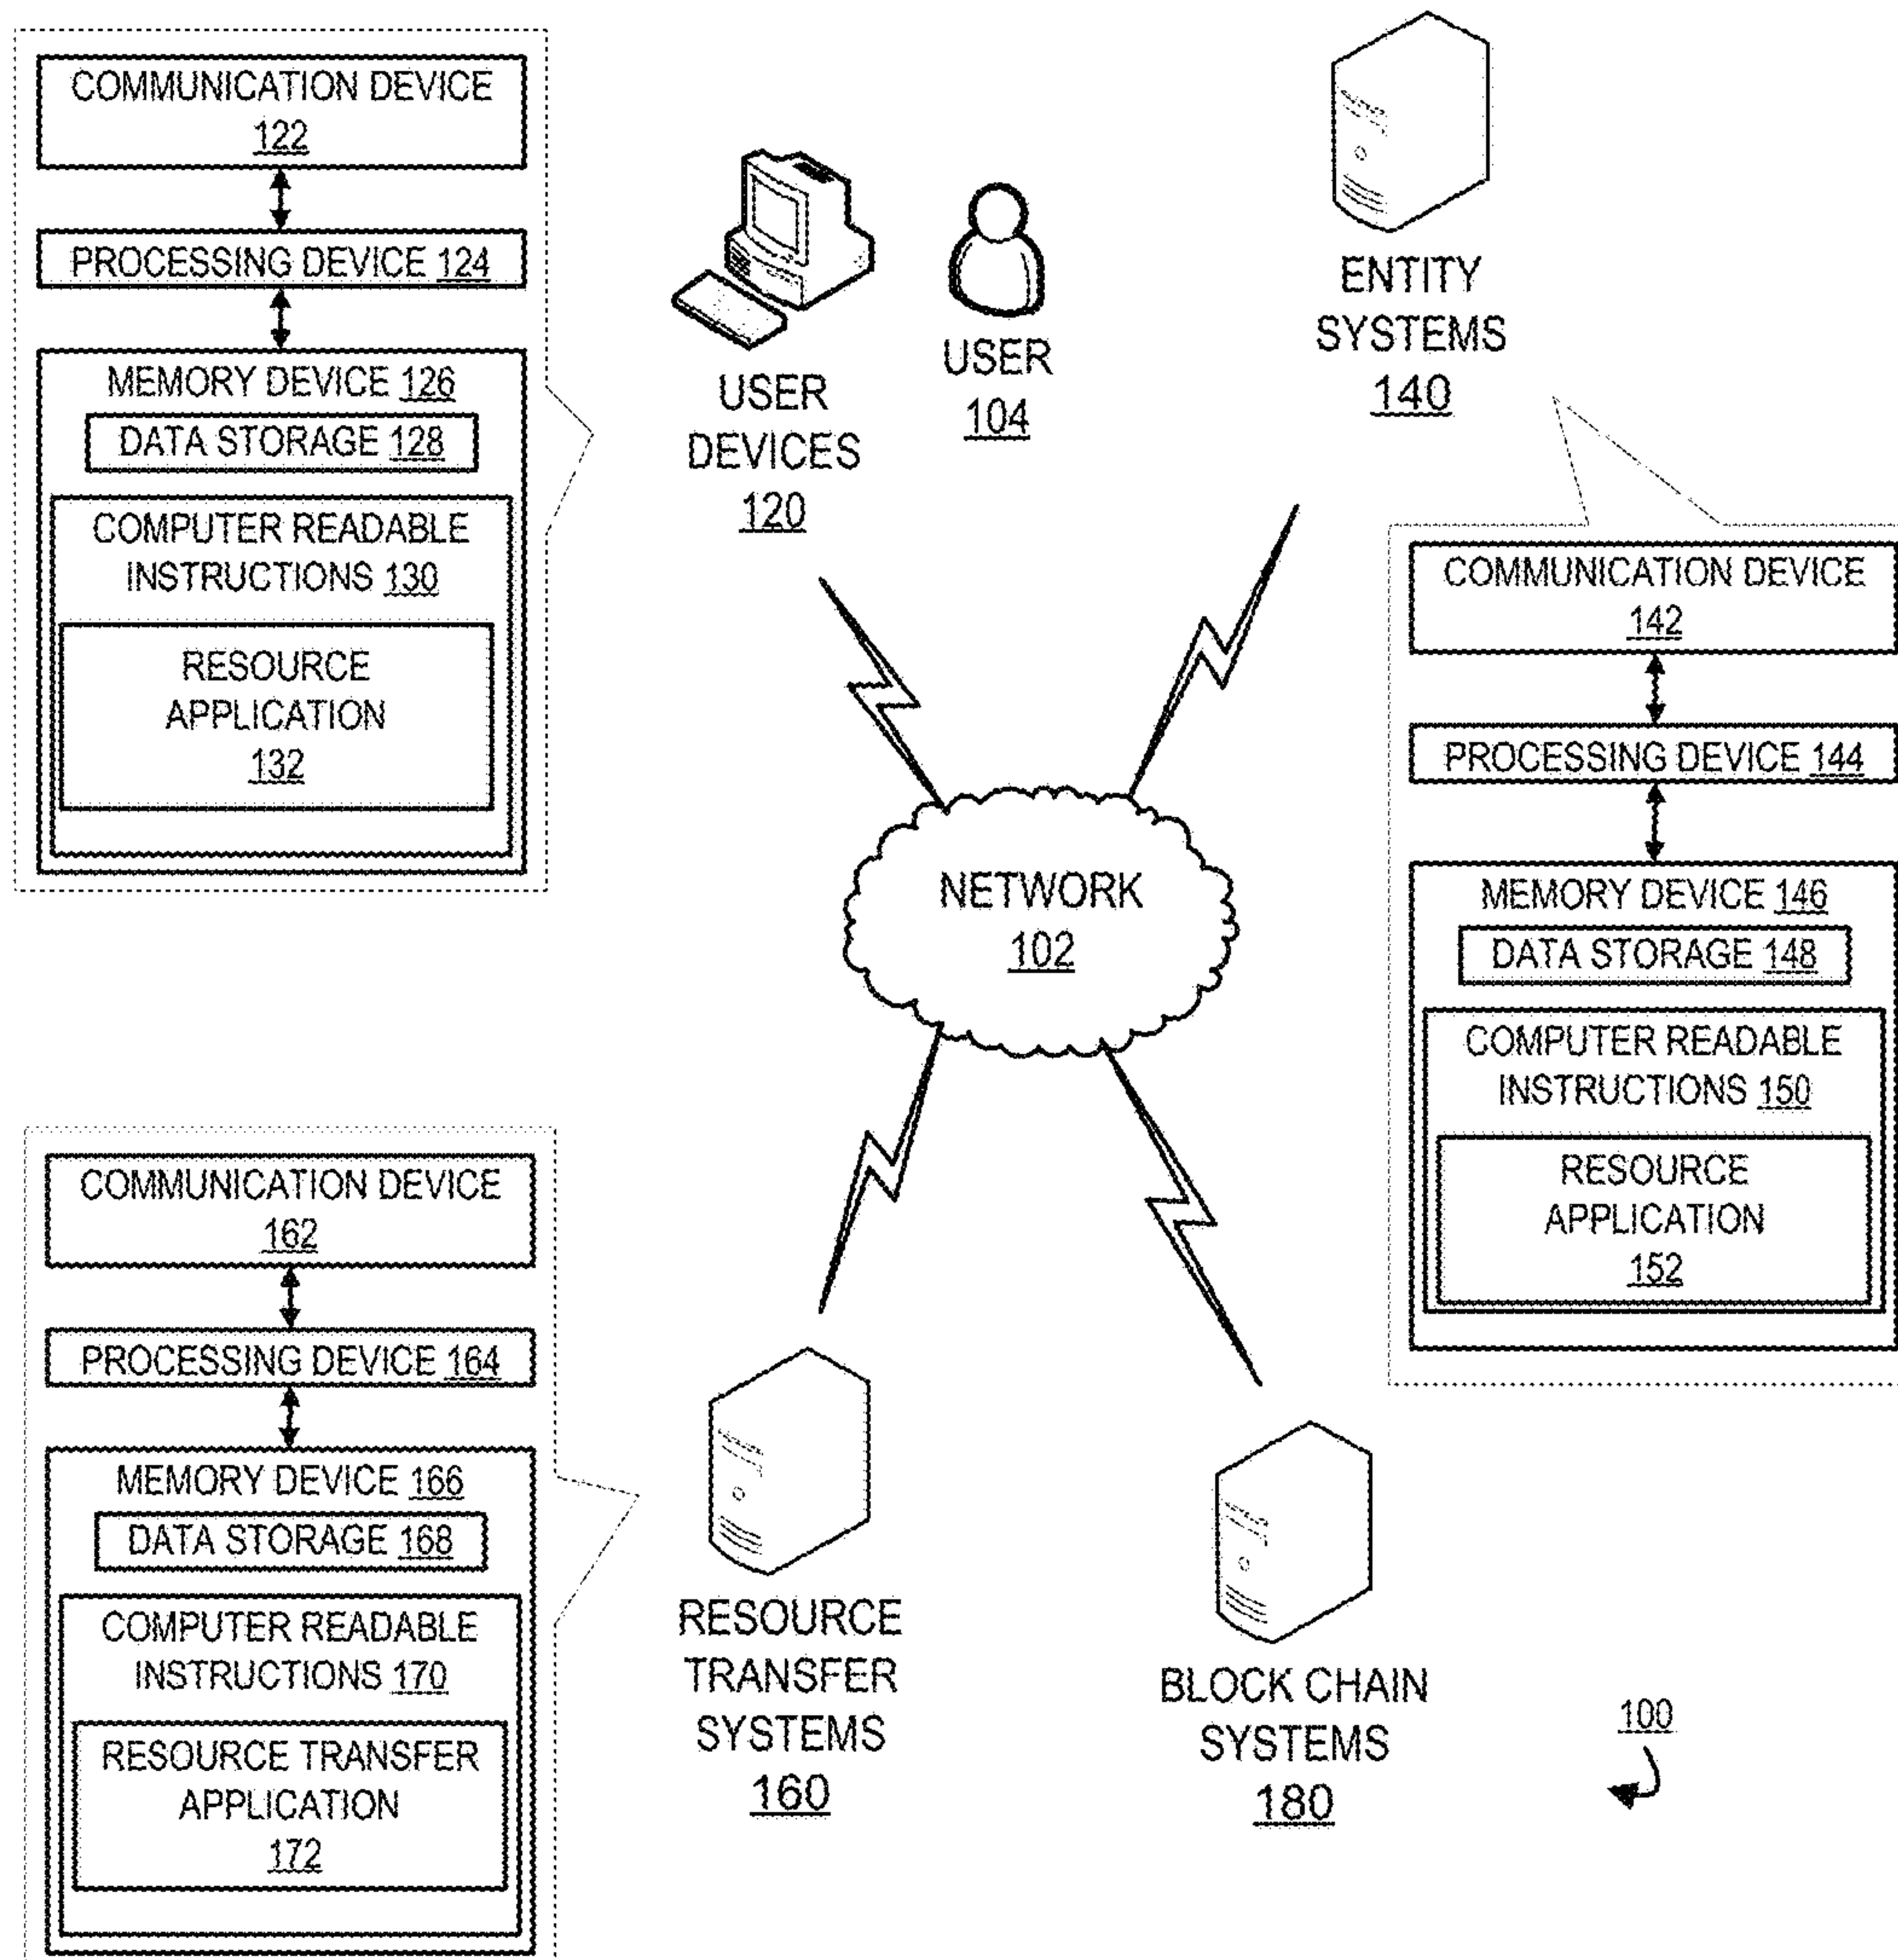 COMMUNICATION DEVICE
122
PROCESSING DEVICE 124
MEMORY DEVICE 126
DATA STORAGE 128
COMPUTER READABLE
INSTRUCTIONS 130
RESOURCE
APPLICATION
132
USER
DEVICES
120
USER
104
ENTITY
SYSTEMS
140
COMMUNICATION DEVICE
142
PROCESSING DEVICE 144
MEMORY DEVICE 146
DATA STORAGE 148
COMPUTER READABLE
INSTRUCTIONS 150
RESOURCE
APPLICATION
152
NETWORK
102
COMMUNICATION DEVICE
162
PROCESSING DEVICE 164
MEMORY DEVICE 166
DATA STORAGE 168
COMPUTER READABLE
INSTRUCTIONS 170
RESOURCE TRANSFER
APPLICATION
172
RESOURCE
TRANSFER
SYSTEMS
160
BLOCK CHAIN
SYSTEMS
180
100